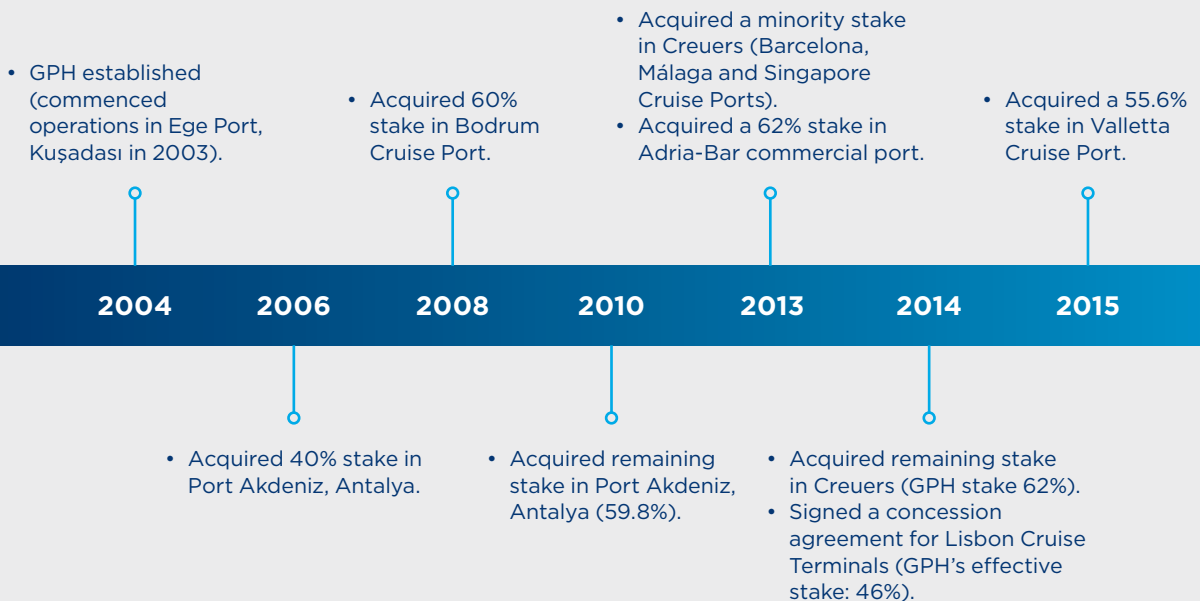 • GPH established
(commenced
operations in Ege Port,
Kuşadası in 2003).
• Acquired 60%
stake in Bodrum
Cruise Port.
• Acquired a minority stake
in Creuers (Barcelona,
Málaga and Singapore
Cruise Ports).
• Acquired a 62% stake in
Adria-Bar commercial port.
• Acquired a 55.6%
stake in Valletta
Cruise Port.
2004 2006 2008 2010 2013 2014 2015
• Acquired 40% stake in
Port Akdeniz, Antalya.
• Acquired remaining
stake in Port Akdeniz,
Antalya (59.8%).
• Acquired remaining stake
in Creuers (GPH stake 62%).
• Signed a concession
agreement for Lisbon Cruise
Terminals (GPH’s effective
stake: 46%).